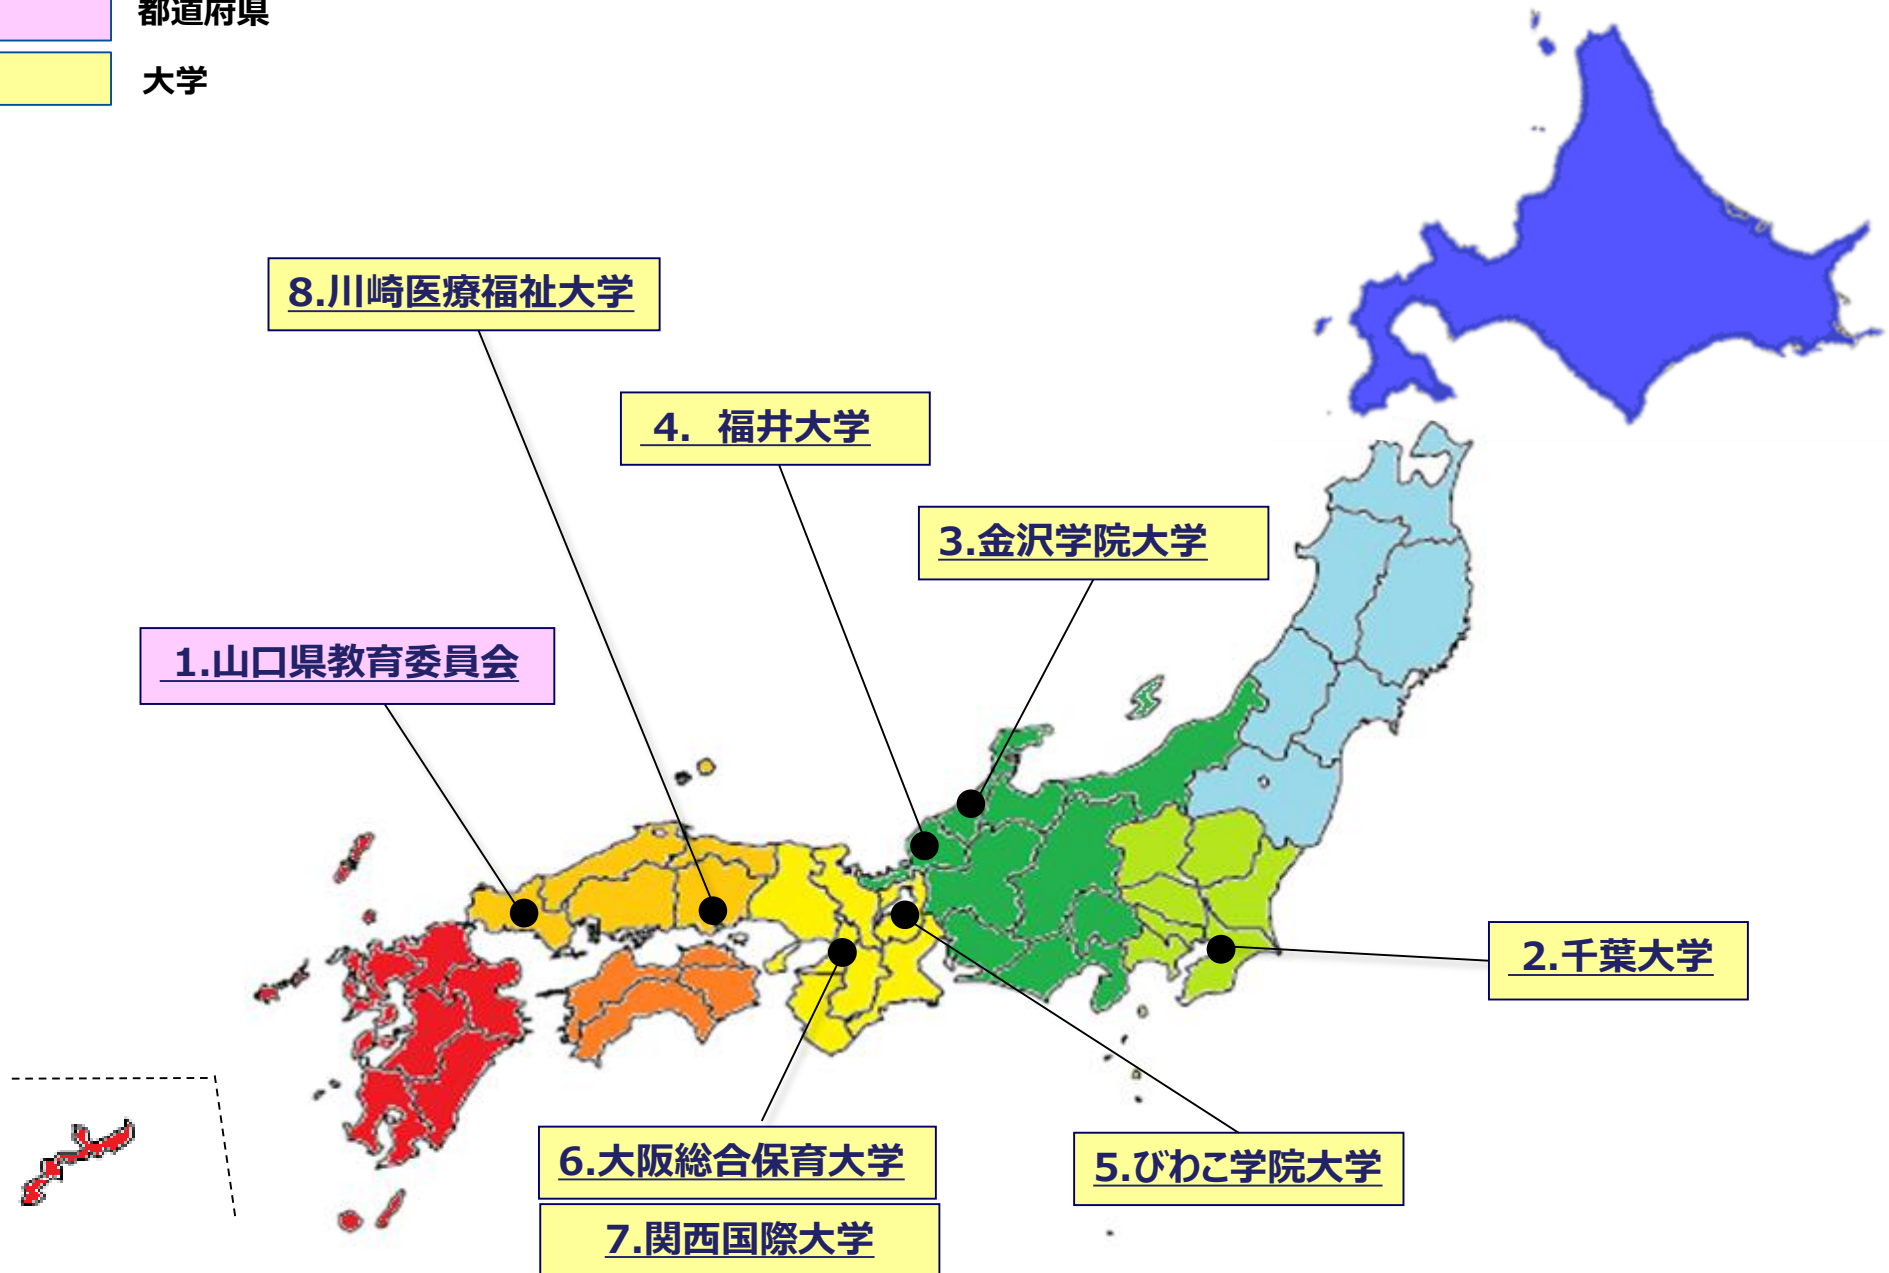 都道府県
大学
8.川崎医療福祉大学
4. 福井大学
3.金沢学院大学
1.山口県教育委員会
2.千葉大学
6.大阪総合保育大学
5.びわこ学院大学
7.関西国際大学